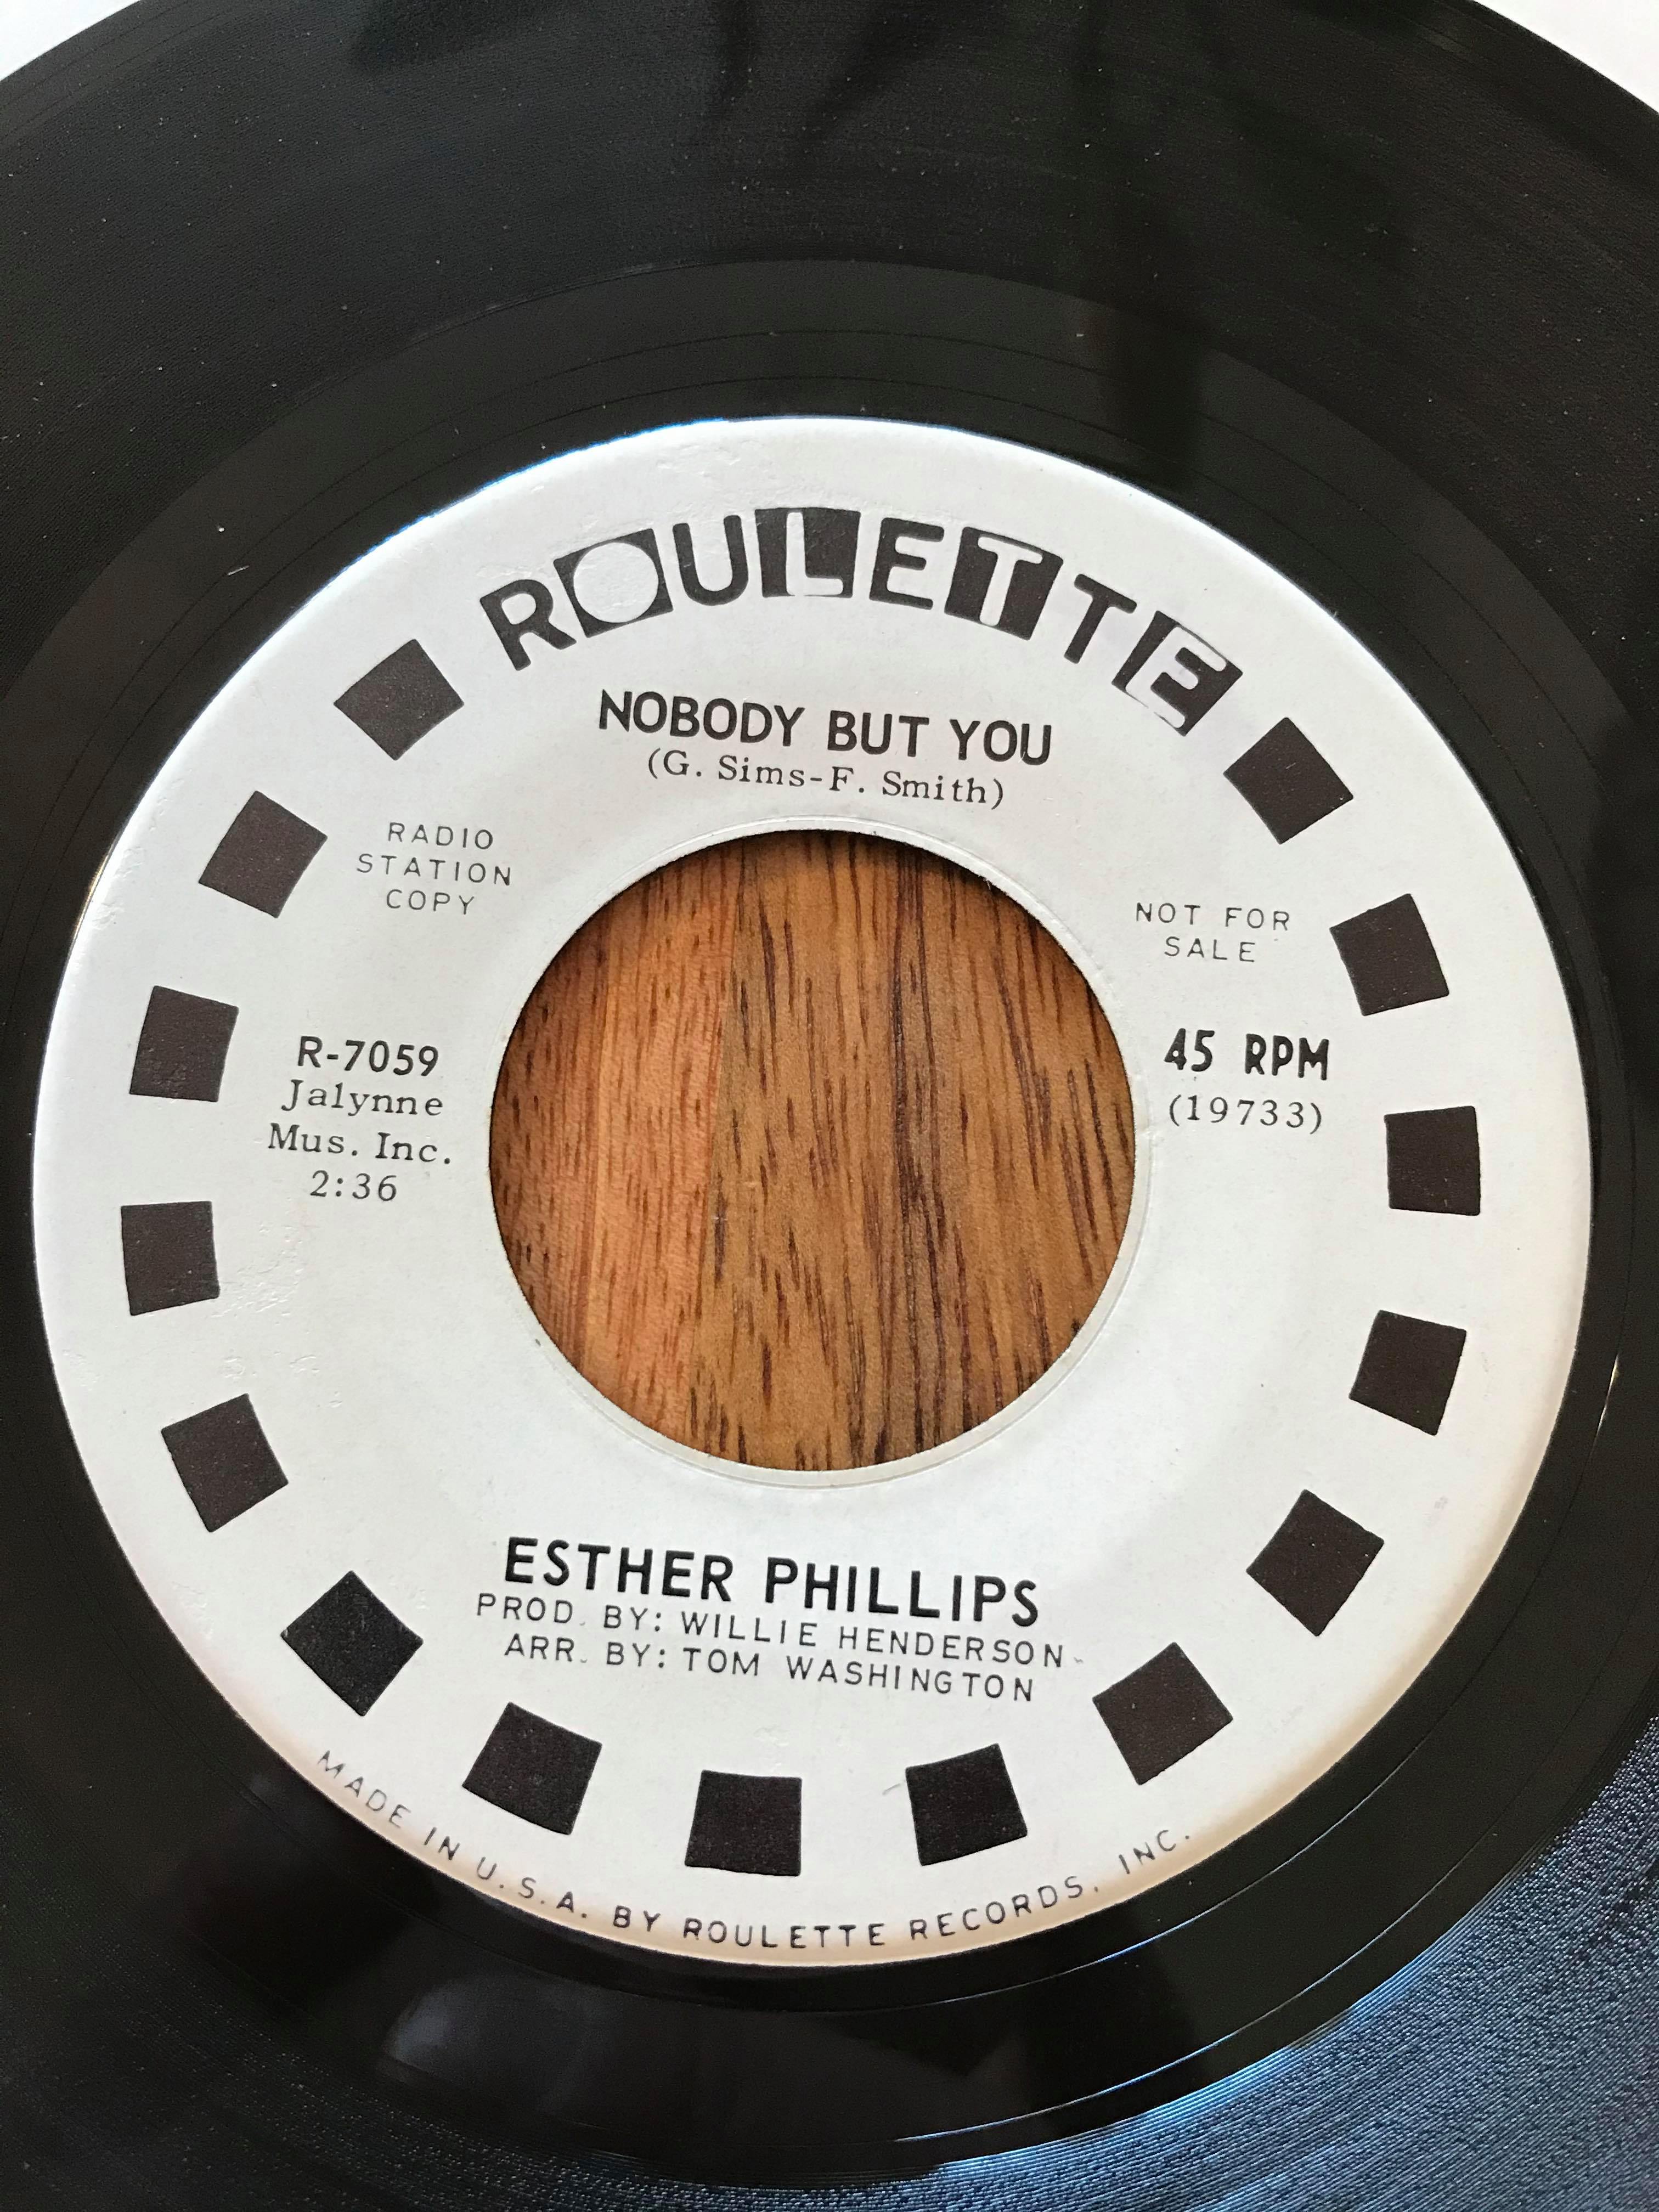 ROULETTE
NOBODY BUT YOU
(G. Sims-F. Smith)
RADIO
STATION
COPY
NOT FOR
SALE
R-7059
Jalynne
Mus. Inc.
2:36
45 RPM
(19733)
ESTHER PHILLIPS
PROD. BY: WILLIE HENDERSON
ARR. BY: TOM WASHINGTON
MADE IN U.S.A. BY ROULETTE RECORDS, INC.